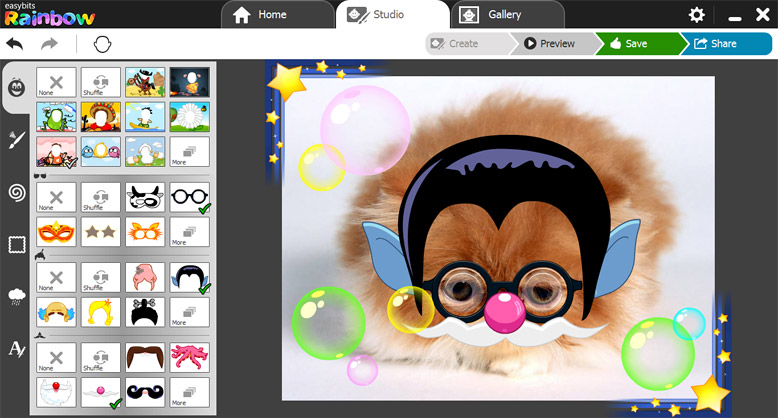 easybits
Rainbow
Home
Studio
Gallery
Create
Preview
Save
Share
None
Shuffle
More
None
Shuffle
More
None
Shuffle
More
None
Shuffle
More